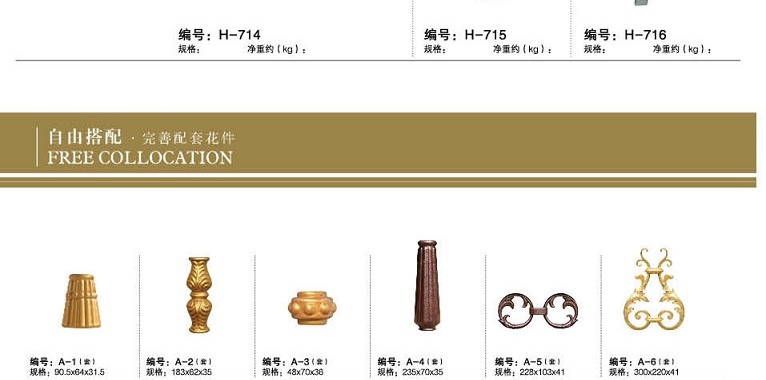 编号：H-714
规格： 净重约（kg）：
编号：H-715
规格： 净重约（kg）：
编号：H-716
规格： 净重约（kg）：
自由搭配 · 完善配套花件
FREE COLLOCATION
编号：A-1（套）
规格：90.5x64x31.5
编号：A-2（套）
规格：183x62x35
编号：A-3（套）
规格：48x70x36
编号：A-4（套）
规格：235x70x35
编号：A-5（套）
规格：228x103x41
编号：A-6（套）
规格：300x220x41